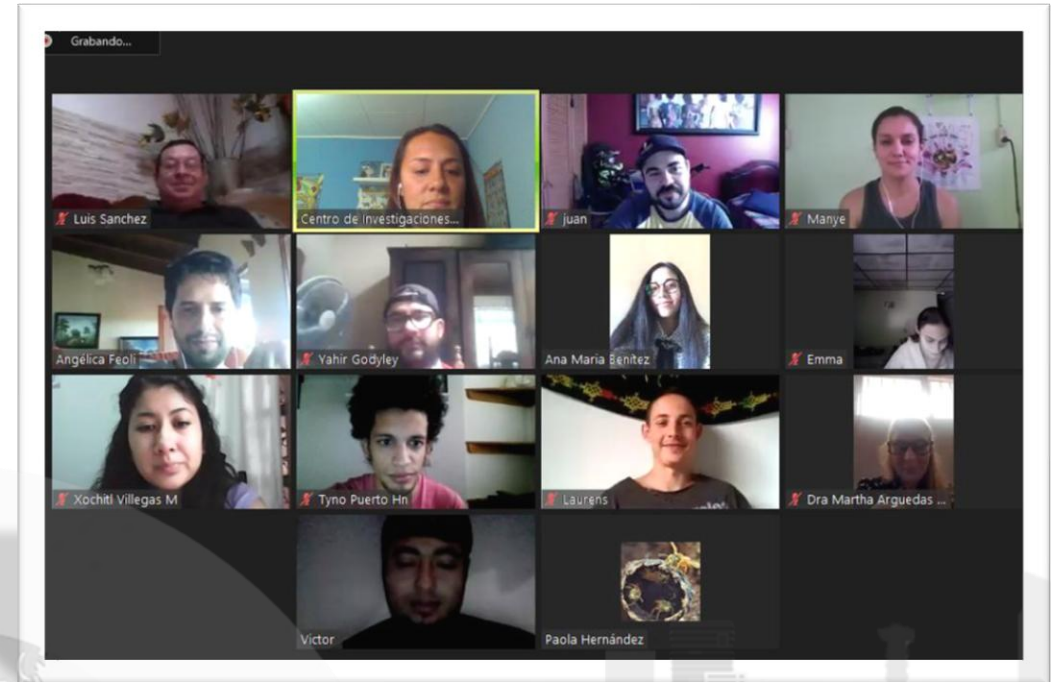 Grabando...
Luis Sanchez
Centro de Investigaciones...
juan
Manye
Angélica Feoli
Yahir Godyley
Ana Maria Benítez
Emma
Xochitl Villegas M
Tyno Puerto Hn
Laurens
Dra Martha Arguedas ...
Victor
Paola Hernández